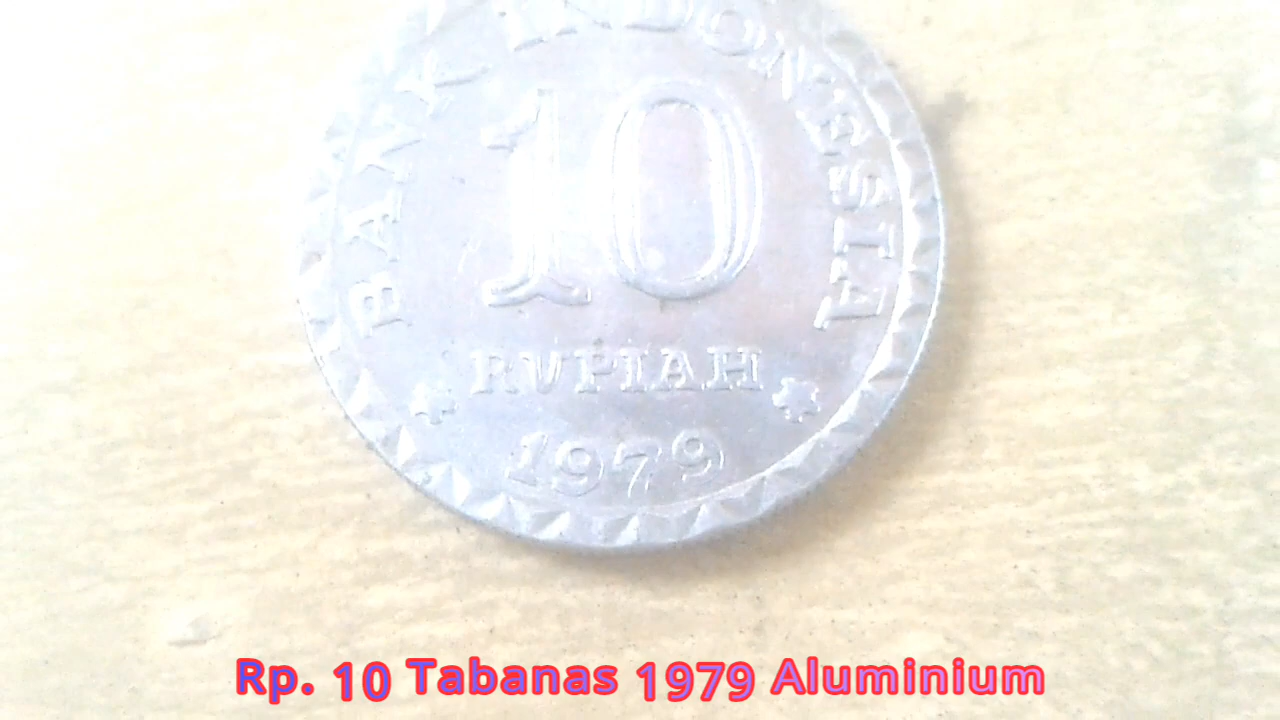 BANK INDONESIA
10
RUPIAH
1979
Rp. 10 Tabanas 1979 Aluminium